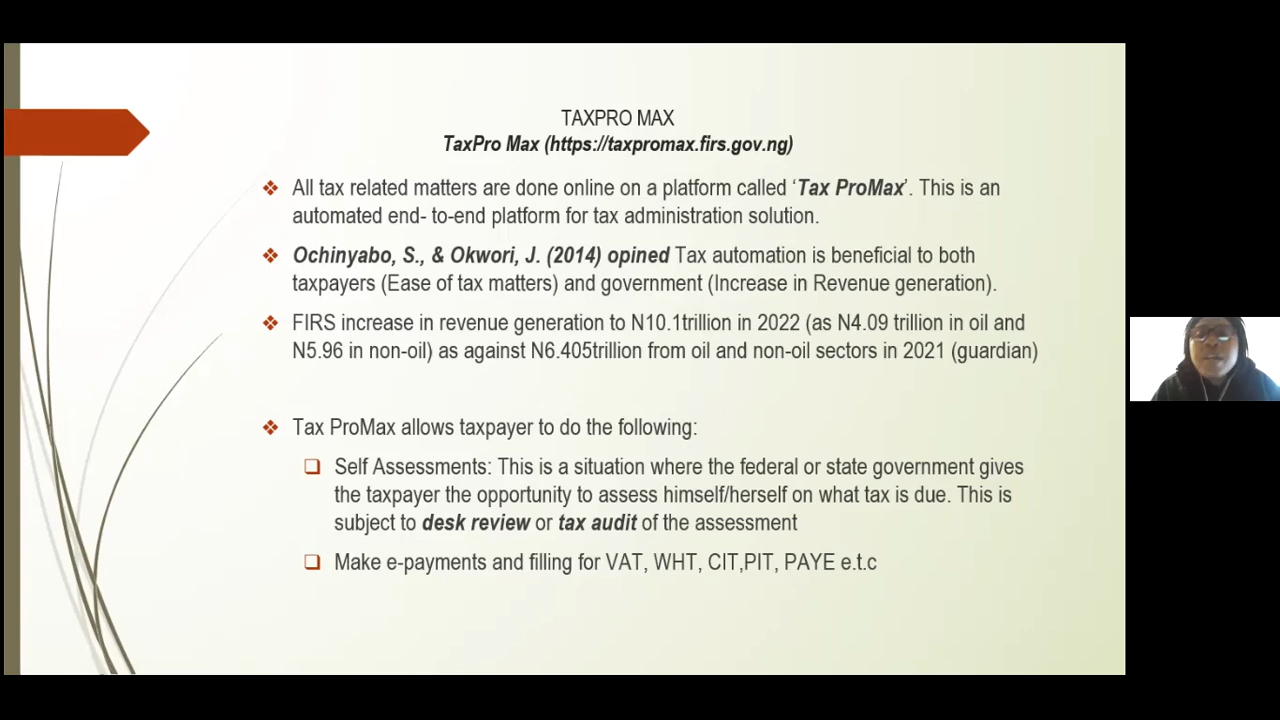 TAXPRO MAX
TaxPro Max (https://taxpromax.firs.gov.ng)
All tax related matters are done online on a platform called ‘Tax ProMax’. This is an
automated end- to-end platform for tax administration solution.
Ochinyabo, S., & Okwori, J. (2014) opined Tax automation is beneficial to both
taxpayers (Ease of tax matters) and government (Increase in Revenue generation).
FIRS increase in revenue generation to N10.1trillion in 2022 (as N4.09 trillion in oil and
N5.96 in non-oil) as against N6.405trillion from oil and non-oil sectors in 2021 (guardian)
Tax ProMax allows taxpayer to do the following:
Self Assessments: This is a situation where the federal or state government gives
the taxpayer the opportunity to assess himself/herself on what tax is due. This is
subject to desk review or tax audit of the assessment
Make e-payments and filling for VAT, WHT, CIT,PIT, PAYE e.t.c